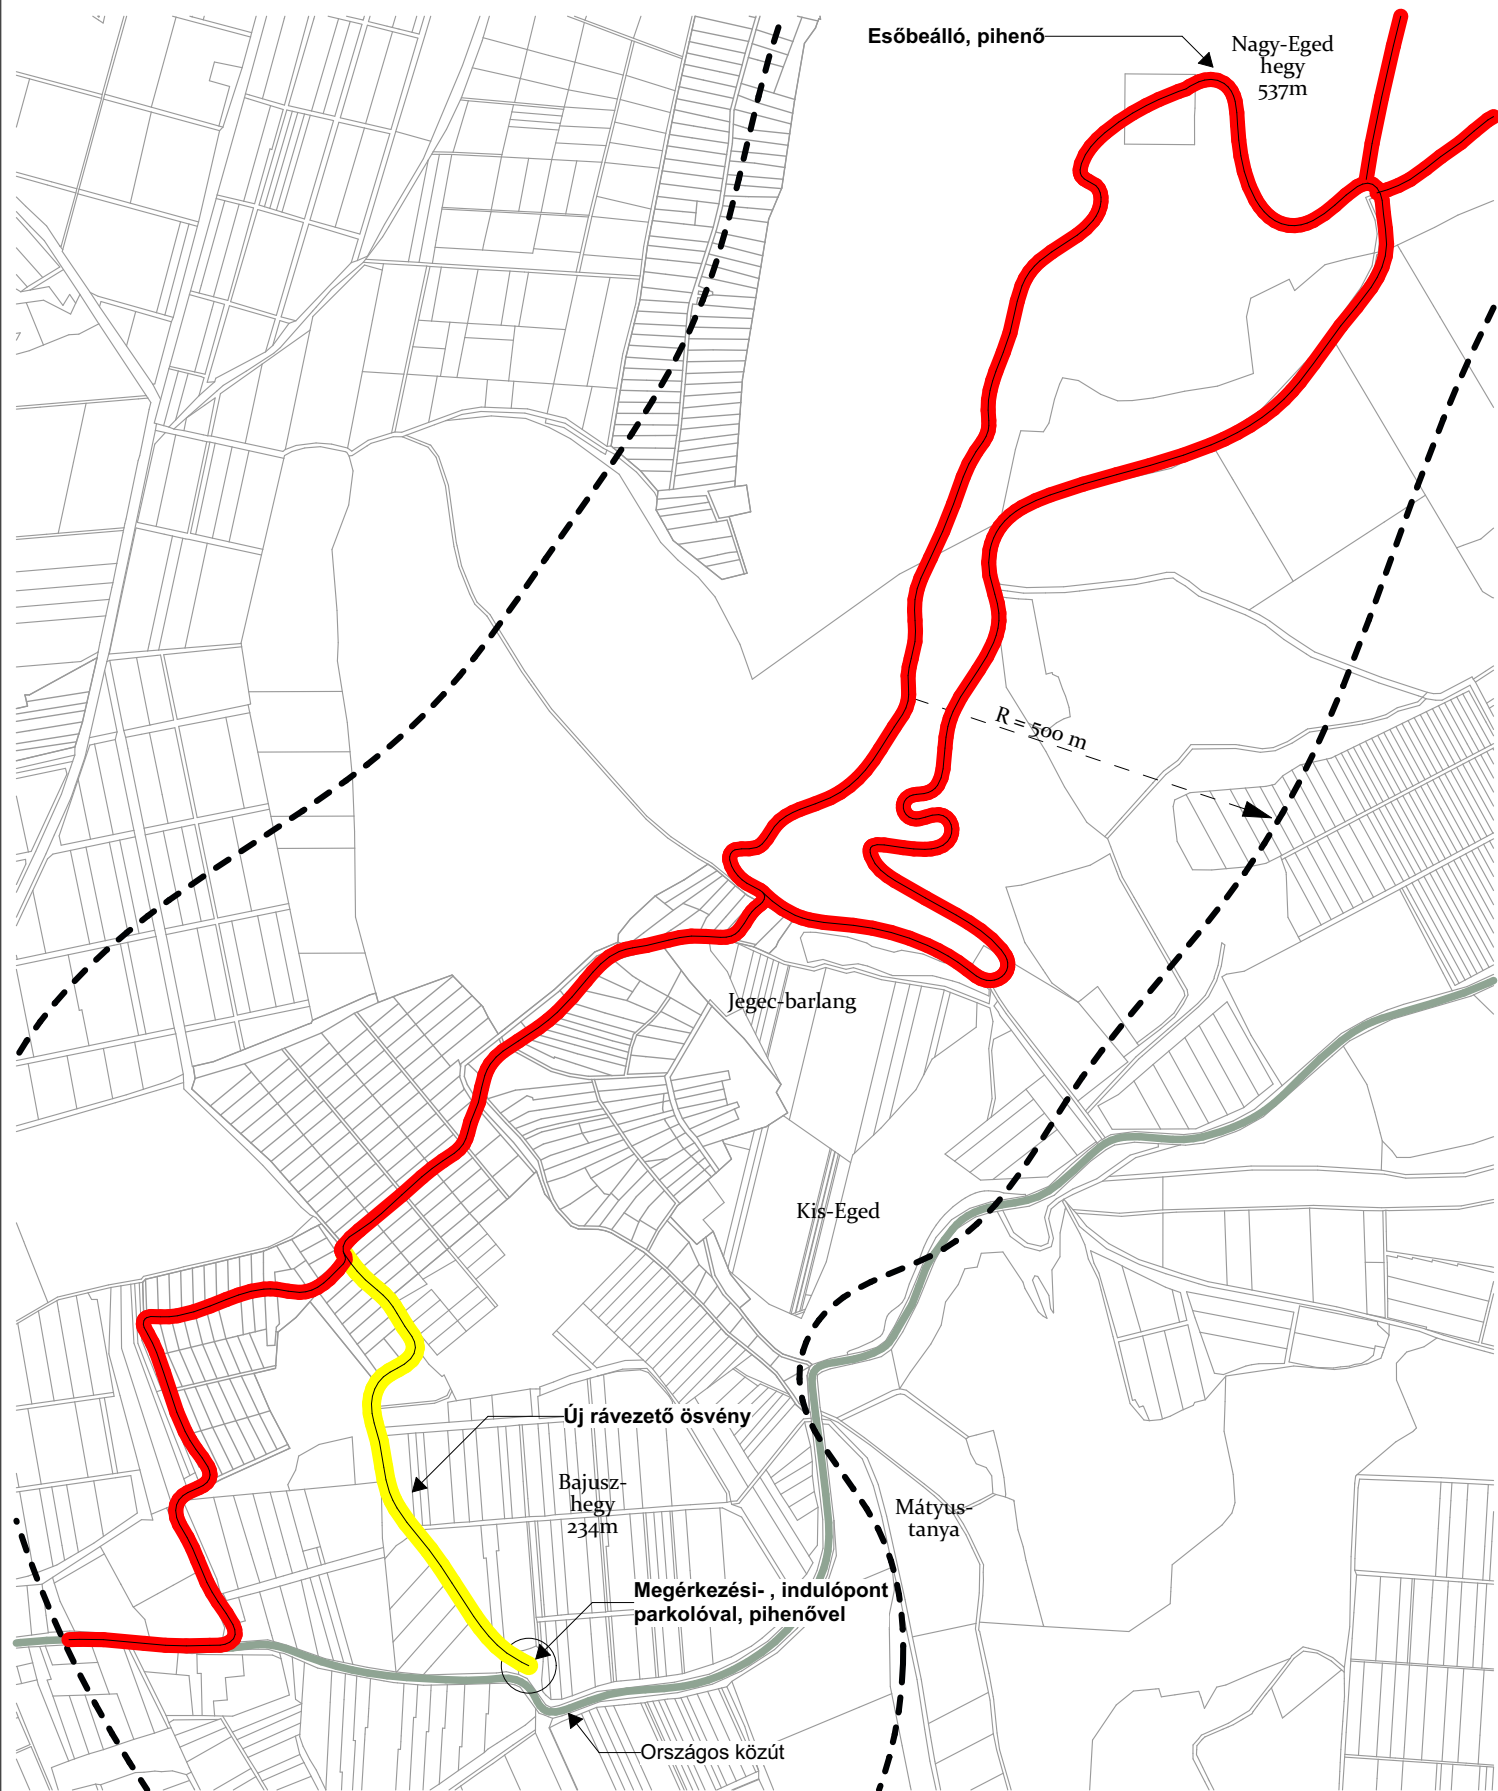 Esőbeálló, pihenő
Nagy-Eged
hegy
537m
R = 500 m
Jegec-barlang
Kis-Eged
Új rávezető ösvény
Bajusz-
hegy
234m
Mátyus-
tanya
Megérkezési- , indulópont
parkolóval, pihenővel
Országos közút